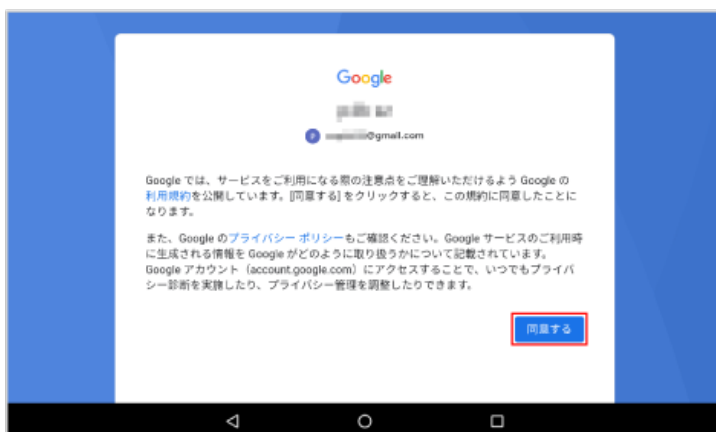 Google
@gmail.com
Google では、サービスをご利用になる際の注意点をご理解いただけるよう Google の
利用規約を公開しています。[同意する] をクリックすると、この規約に同意したことに
なります。
また、Google のプライバシー ポリシーもご確認ください。Google サービスのご利用時
に生成される情報を Google がどのように取り扱うかについて記載されています。
Google アカウント（account.google.com）にアクセスすることで、いつでもプライバ
シー診断を実施したり、プライバシー管理を調整したりできます。
同意する